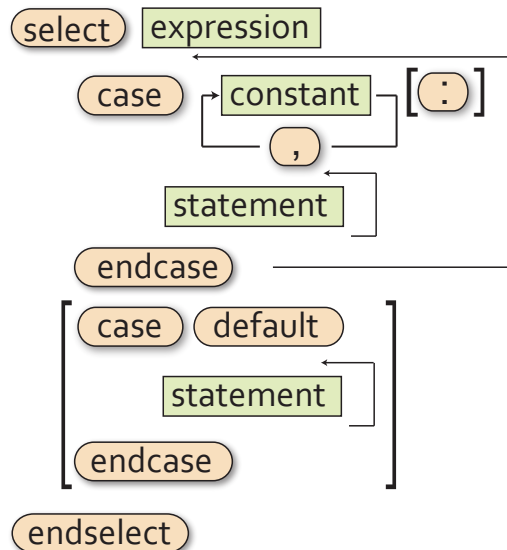 select expression
case constant [ : ]
,
statement
endcase
case default
statement
endcase
endselect